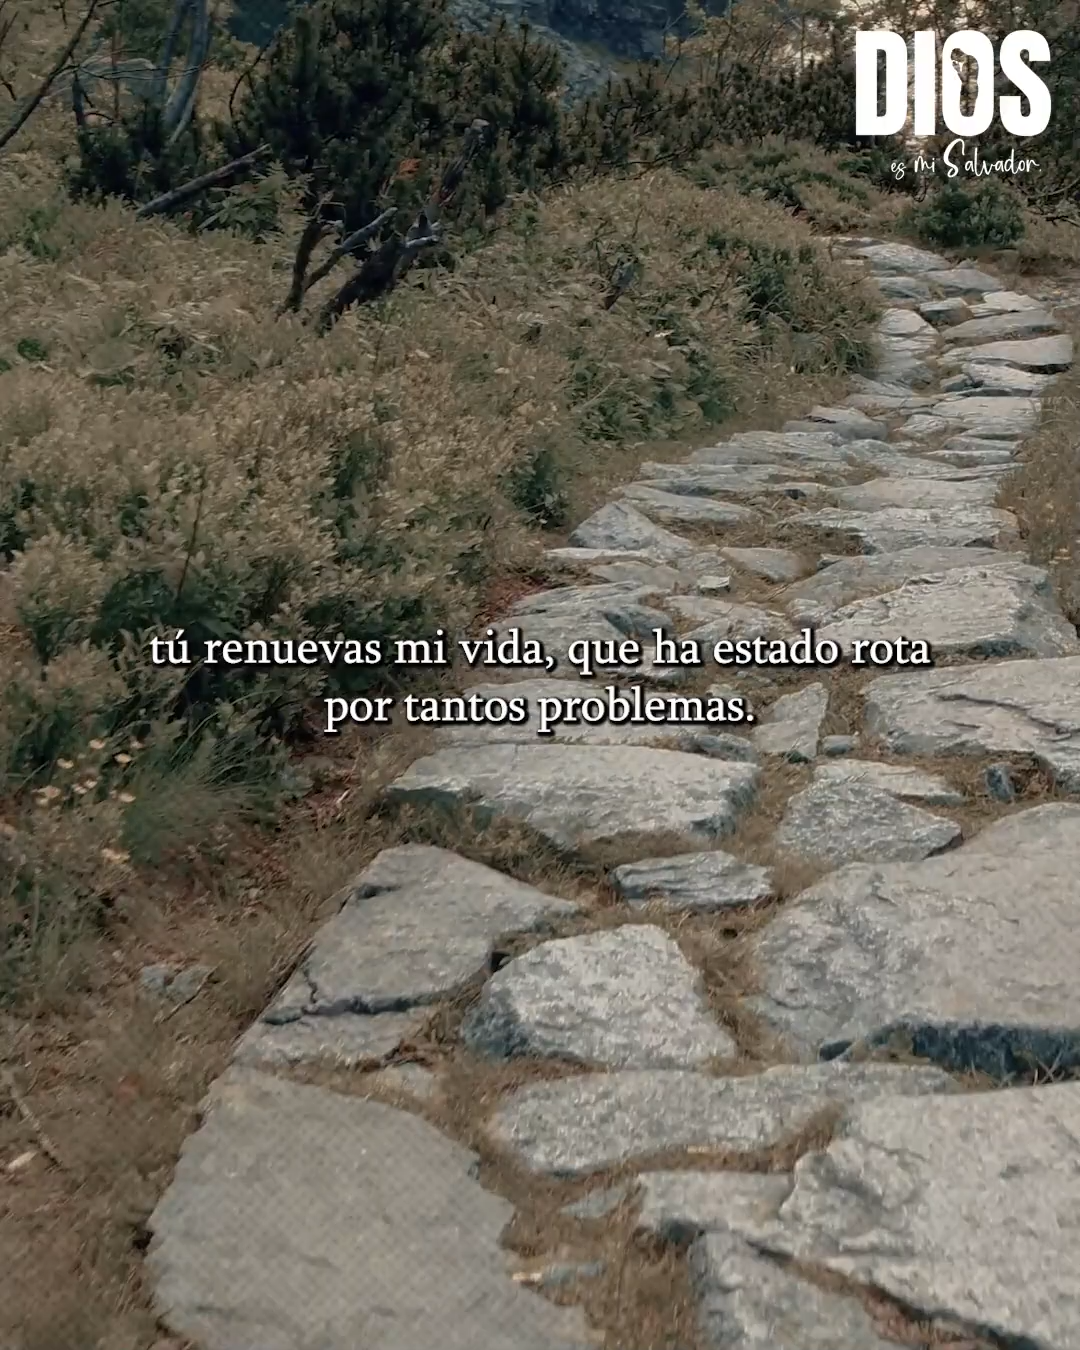 DIOS
es mi Salvador.
tú renuevas mi vida, que ha estado rota
por tantos problemas.